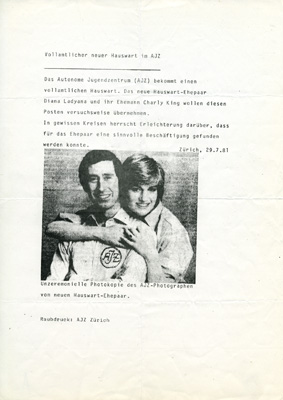 Vollamtlicher neuer Hauswart im AJZ
Das Autonome Jugendzentrum (AJZ) bekommt einen
vollamtlichen Hauswart. Das neue Hauswart-Ehepaar
Diana Ladyana und ihr Ehemann Charly King wollen diesen
Posten versuchsweise übernehmen.
In gewissen Kreisen herrscht Erleichterung darüber, dass
für das Ehepaar eine sinnvolle Beschäftigung gefunden
werden konnte.
Zürich, 29.7.81
AJZ
Unzeremonielle Photokopie des AJZ-Photographen
von neuen Hauswart-Ehepaar.
Raubdruck: AJZ Zürich